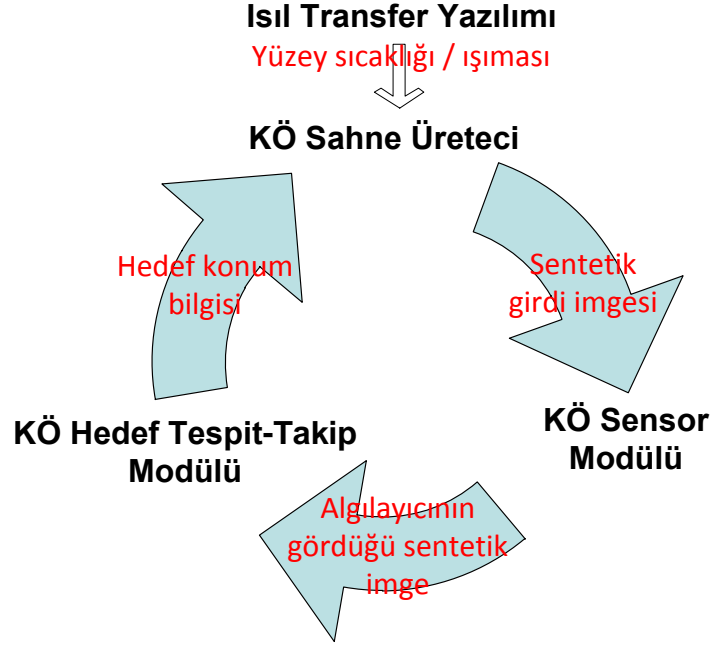 Isıl Transfer Yazılımı
Yüzey sıcaklığı / ışıması
KÖ Sahne Üreteci
Sentetik
girdi imgesi
KÖ Sensor
Modülü
Algılayıcının
gördüğü sentetik
imge
KÖ Hedef Tespit-Takip
Modülü
Hedef konum
bilgisi